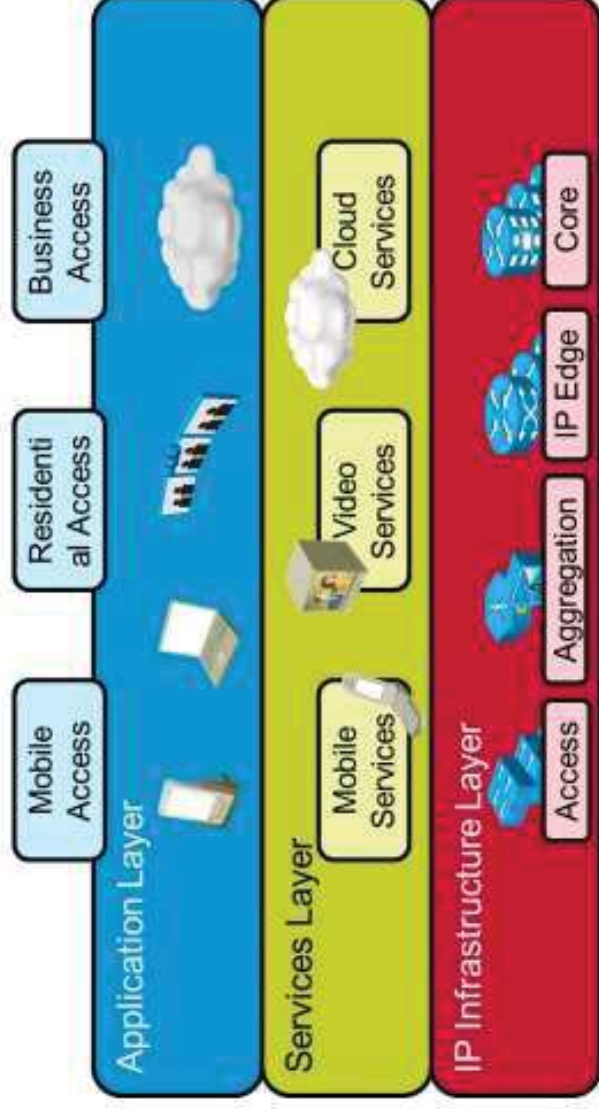 Mobile
Access
Residenti
al Access
Business
Access
Application Layer
Services Layer
Mobile
Services
Video
Services
Cloud
Services
IP Infrastructure Layer
Access
Aggregation
IP Edge
Core